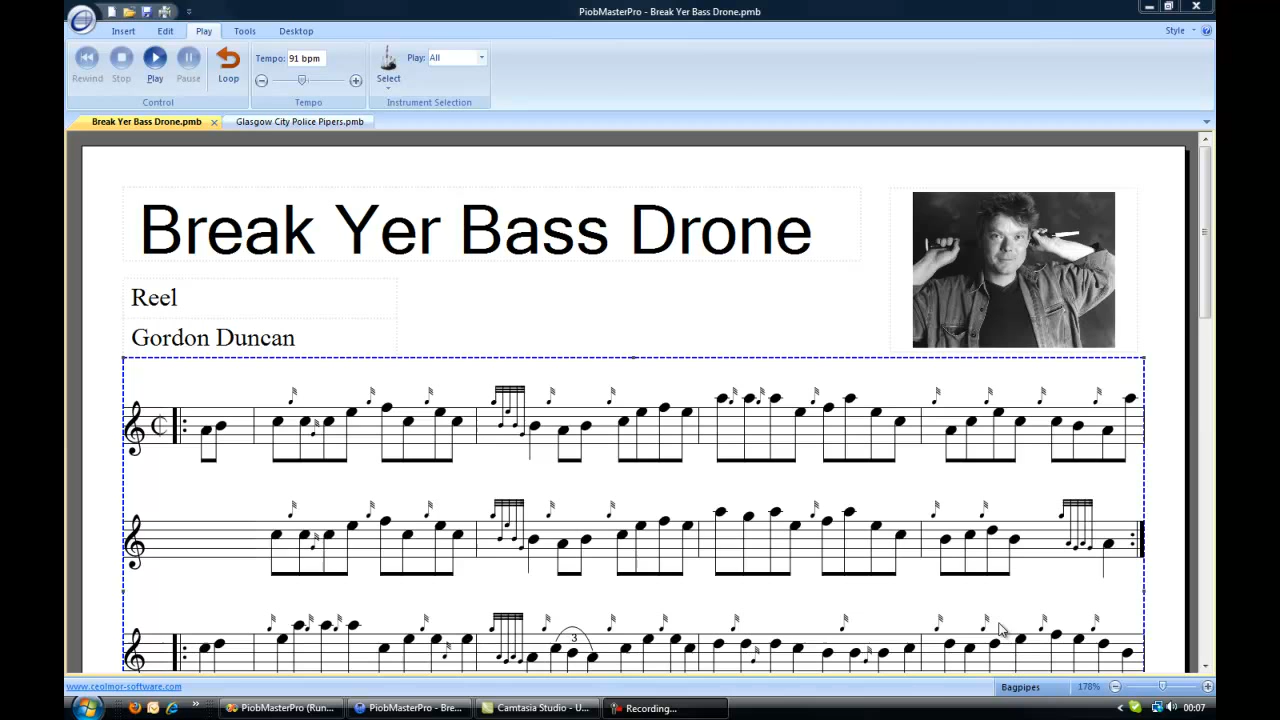 PiobMasterPro - Break Yer Bass Drone.pmb
Insert Edit Play Tools Desktop Style
Tempo: 91 bpm Play: All
Rewind Stop Play Pause Loop Select
Control Tempo Instrument Selection
Break Yer Bass Drone.pmb Glasgow City Police Pipers.pmb
Break Yer Bass Drone
Reel
Gordon Duncan
3
www.ceolmor-software.com Bagpipes 178%
PiobMasterPro (Run... PiobMasterPro - Bre... Camtasia Studio - U... Recording... 00:07